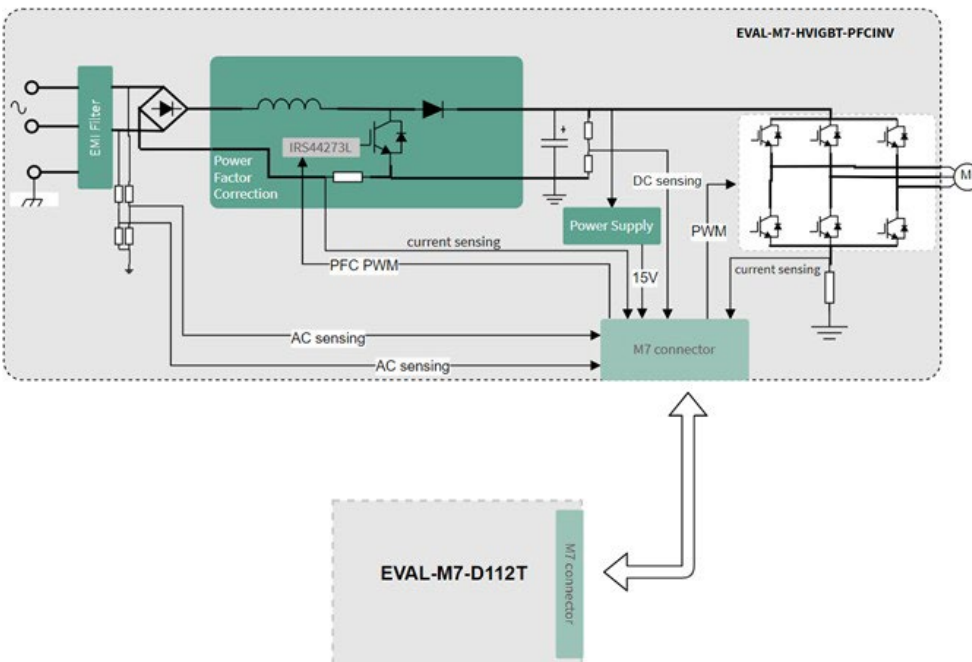 EVAL-M7-HVIGBT-PFCINV
EMI Filter
IRS44273L
Power
Factor
Correction
DC sensing
M
Power Supply
PWM
current sensing
PFC PWM
15V
current sensing
AC sensing
M7 connector
AC sensing
EVAL-M7-D112T
M7 connector